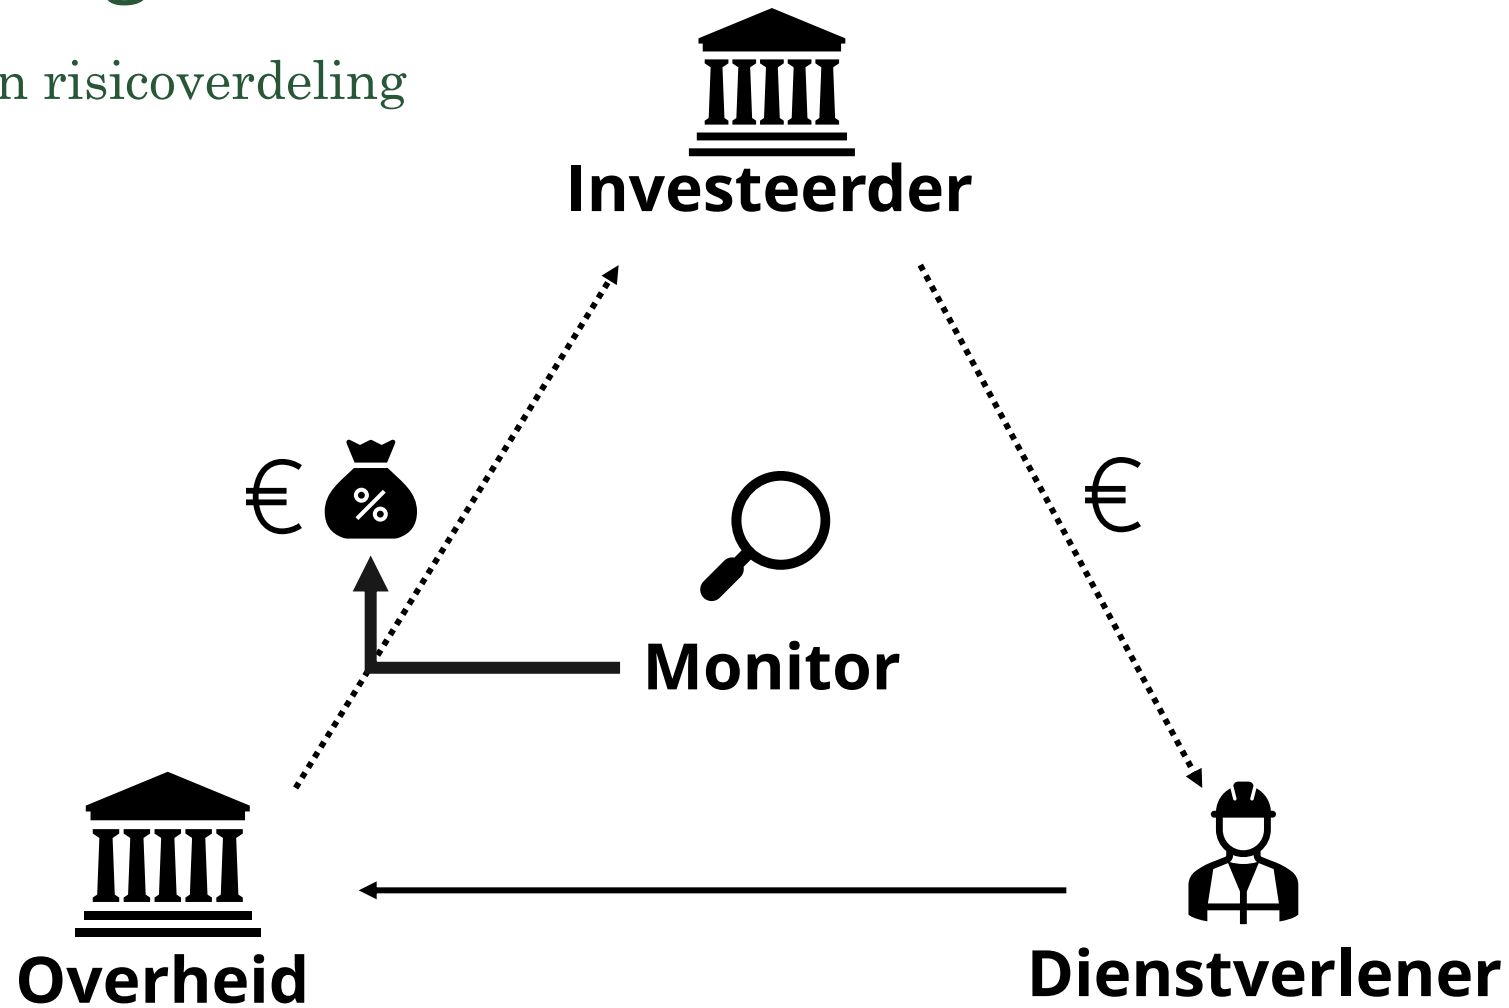 n risicoverdeling
Investeerder
€
%
€
Monitor
Overheid
Dienstverlener